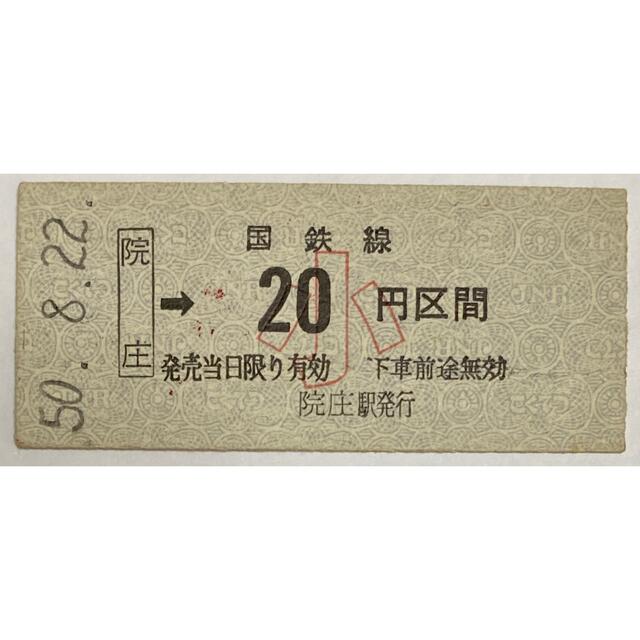 50.-8.22.
院庄
国鉄線
➡ 20 円区間
小
発売当日限り有効 下車前途無効
院庄駅発行